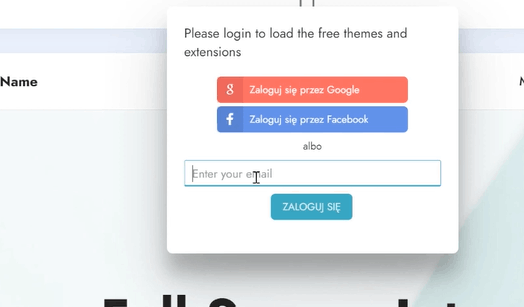 Please login to load the free themes and
extensions
Name
Zaloguj się przez Google
Zaloguj się przez Facebook
albo
Enter your email
ZALOGUJ SIĘ